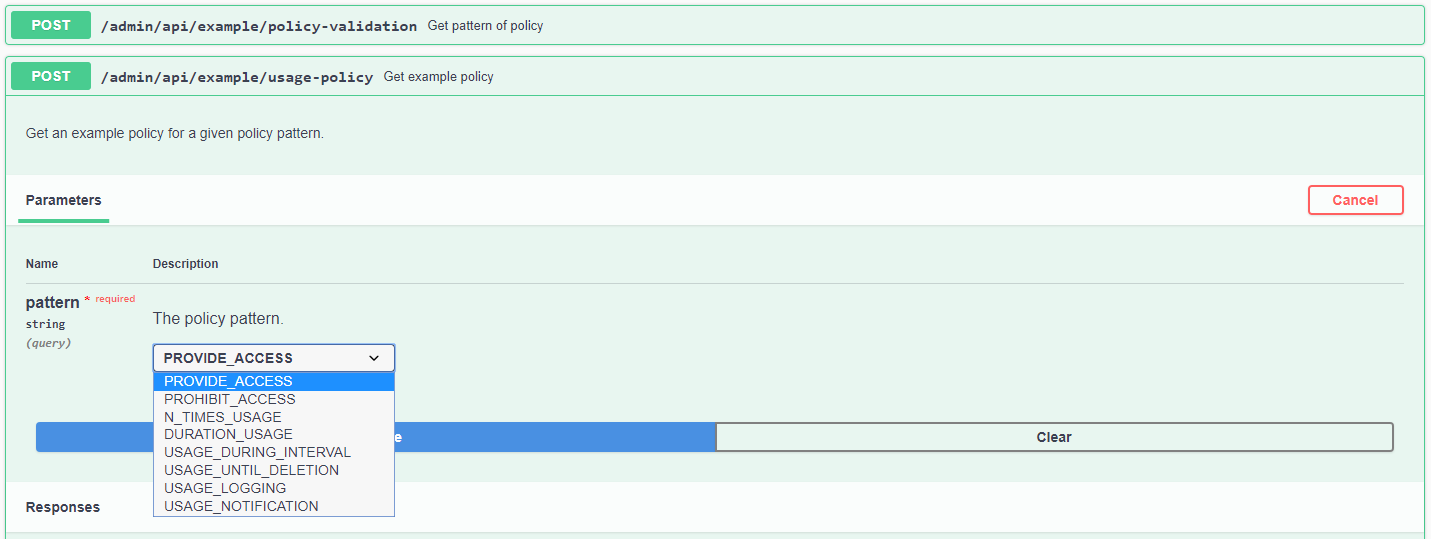 POST /admin/api/example/policy-validation Get pattern of policy
POST /admin/api/example/usage-policy Get example policy
Get an example policy for a given policy pattern.
Parameters Cancel
Name Description
pattern * required
string
(query)
The policy pattern.
PROVIDE_ACCESS
PROVIDE_ACCESS
PROHIBIT_ACCESS
N_TIMES_USAGE
DURATION_USAGE
USAGE_DURING_INTERVAL
USAGE_UNTIL_DELETION
USAGE_LOGGING
USAGE_NOTIFICATION
e Clear
Responses